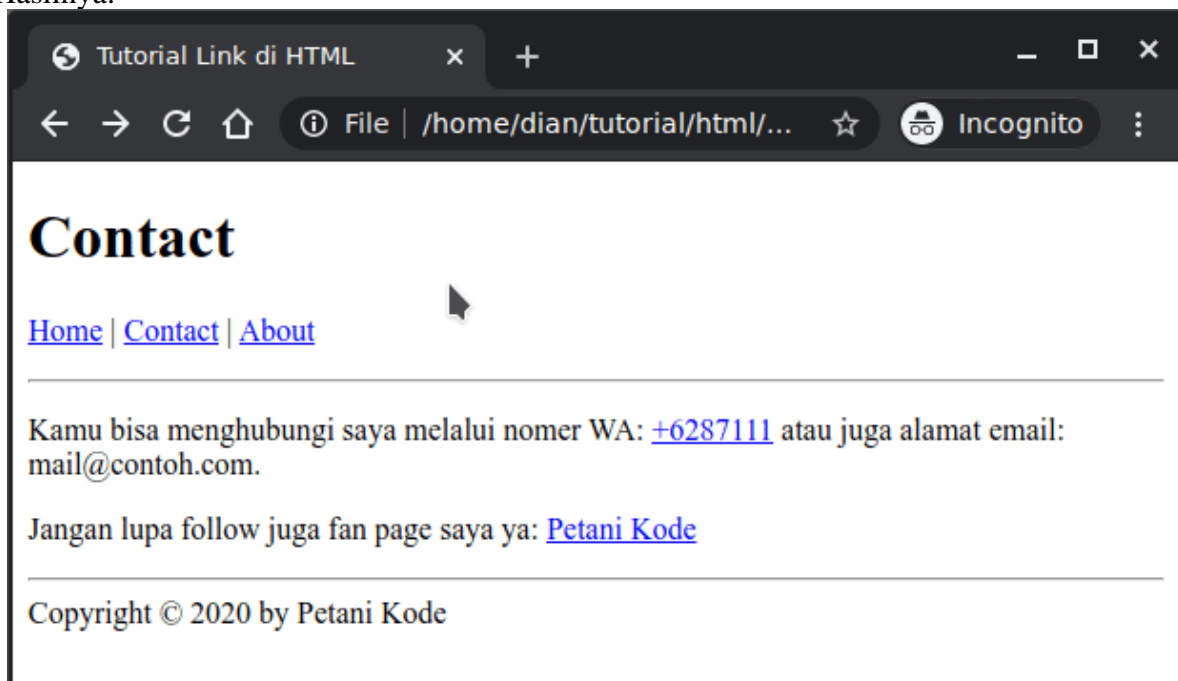 Hasilnya:
Tutorial Link di HTML
File | /home/dian/tutorial/html/... Incognito
Contact
Home | Contact | About
Kamu bisa menghubungi saya melalui nomer WA: +6287111 atau juga alamat email:
mail@contoh.com.
Jangan lupa follow juga fan page saya ya: Petani Kode
Copyright © 2020 by Petani Kode